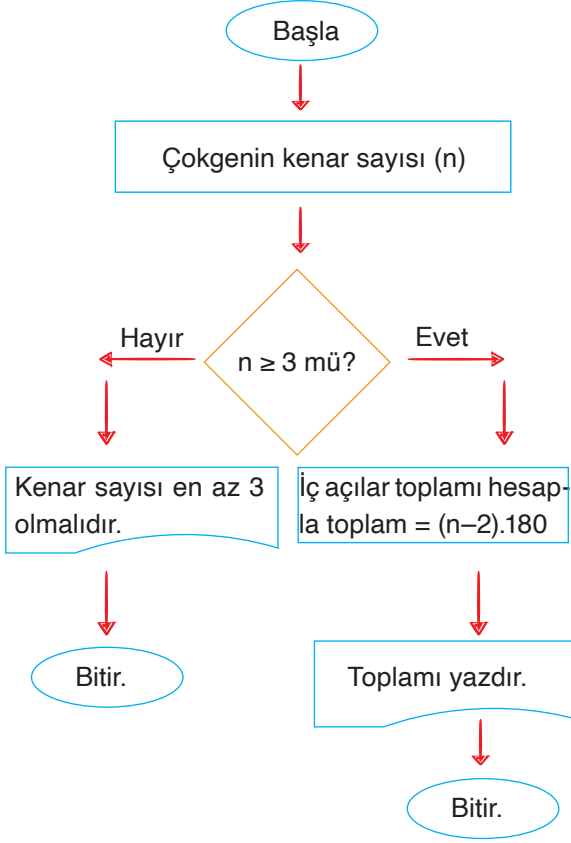 Başla
Çokgenin kenar sayısı (n)
Hayır
Evet
n ≥ 3 mü?
Kenar sayısı en az 3
olmalıdır.
İç açılar toplamı hesap-
la toplam = (n–2).180
Bitir.
Toplamı yazdır.
Bitir.